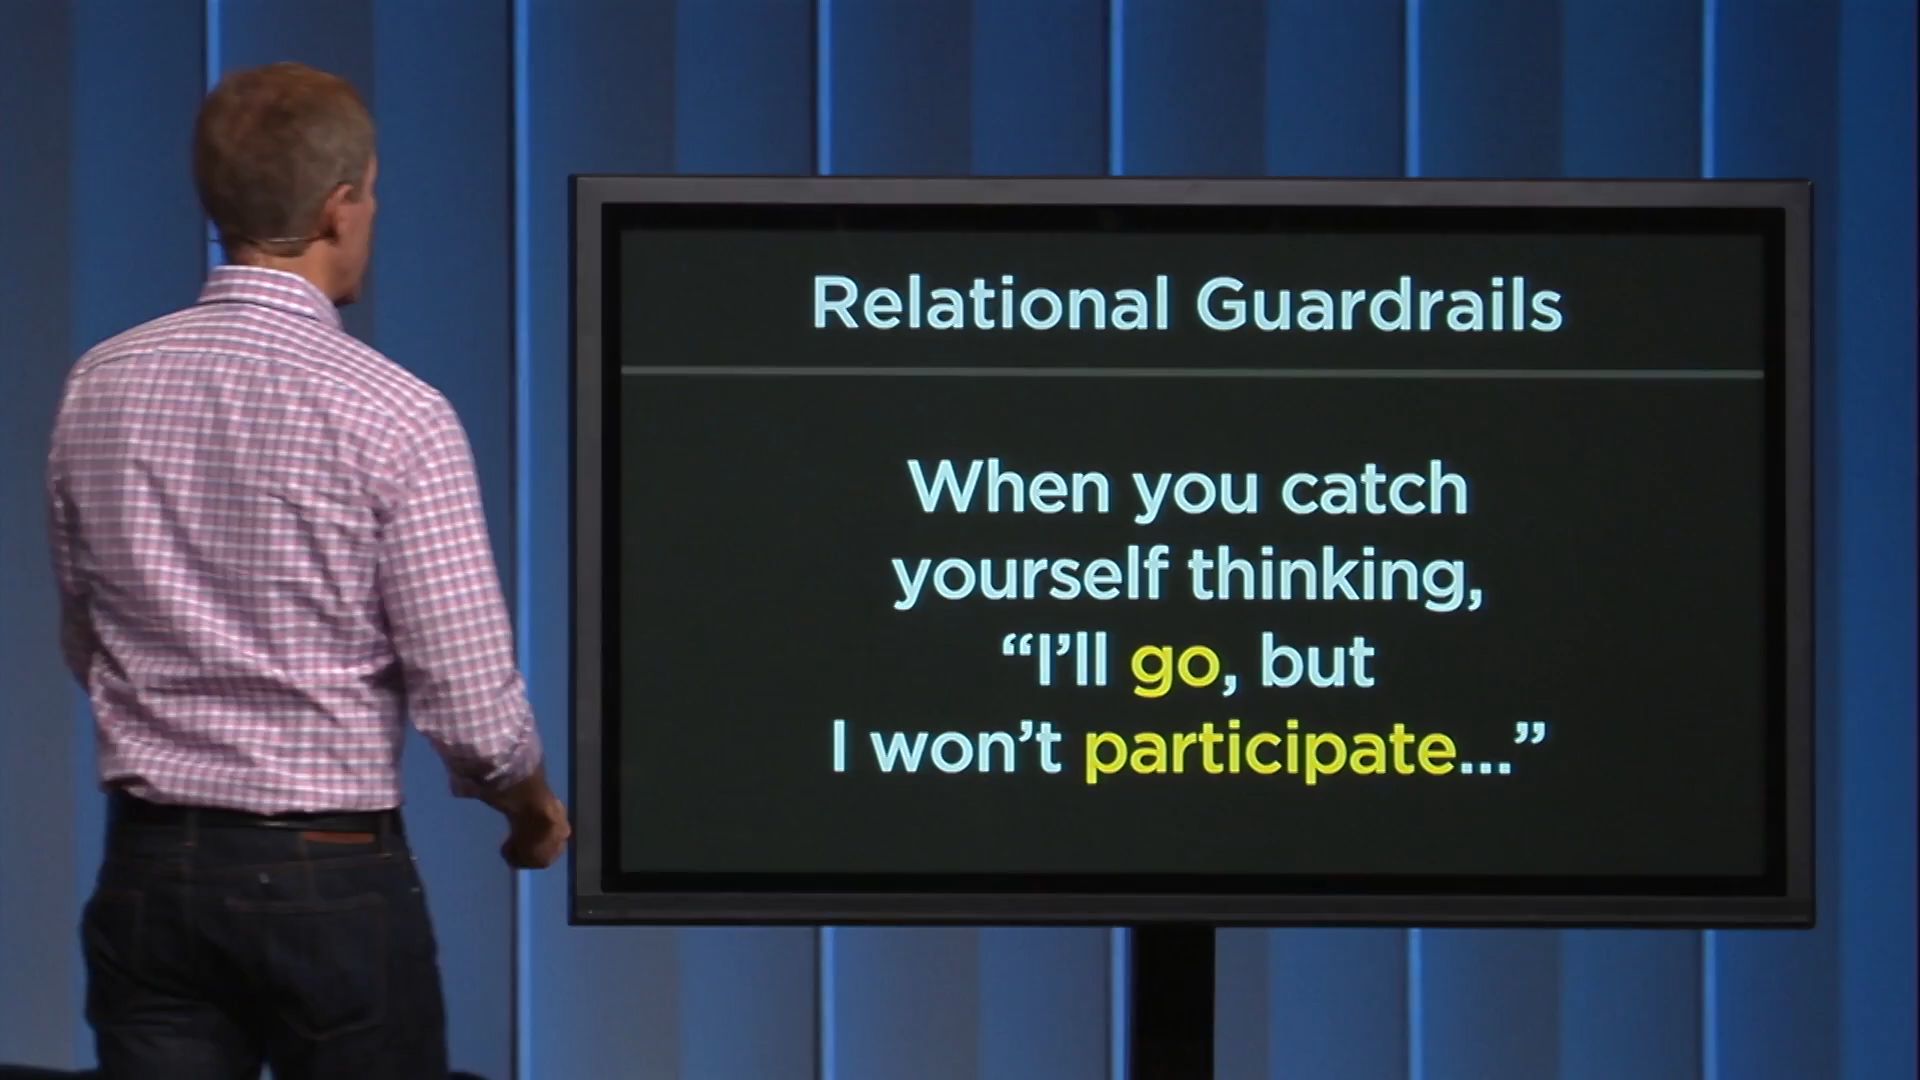 Relational Guardrails
When you catch
yourself thinking,
“I’ll go, but
I won’t participate...”